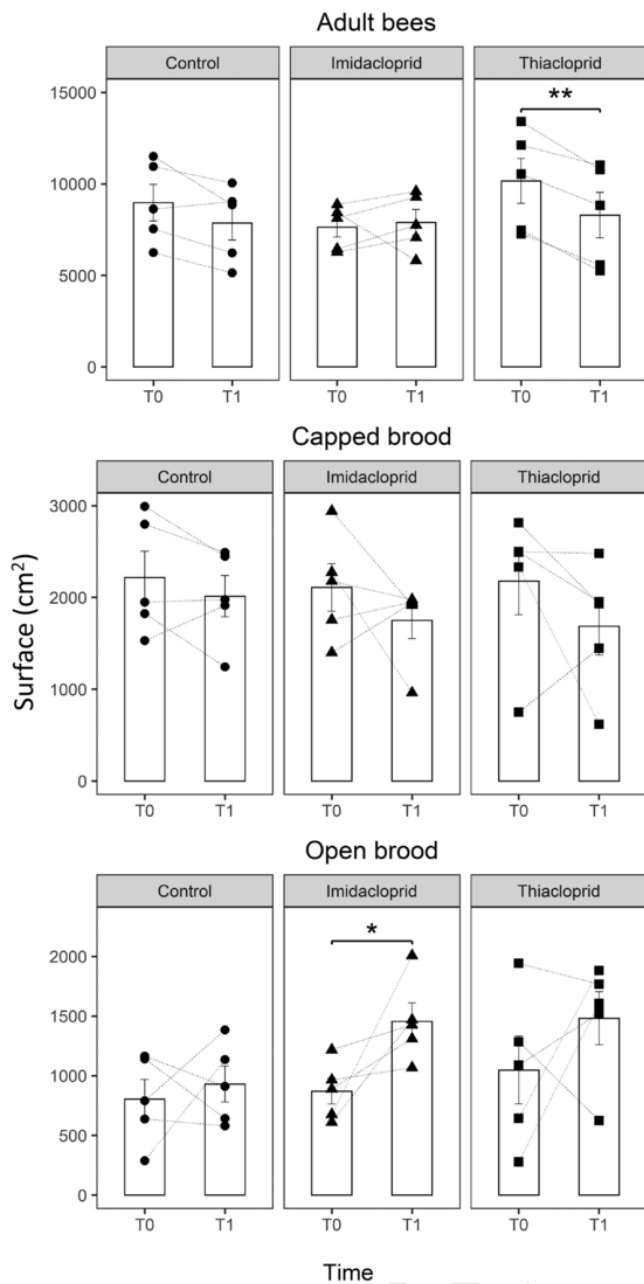 Adult bees
Control Imidacloprid Thiacloprid
**
15000
10000
5000
0
T0 T1 T0 T1 T0 T1
Capped brood
Control Imidacloprid Thiacloprid
3000
2000
1000
0
T0 T1 T0 T1 T0 T1
Surface (cm²)
Open brood
Control Imidacloprid Thiacloprid
*
2000
1500
1000
500
0
T0 T1 T0 T1 T0 T1
Time